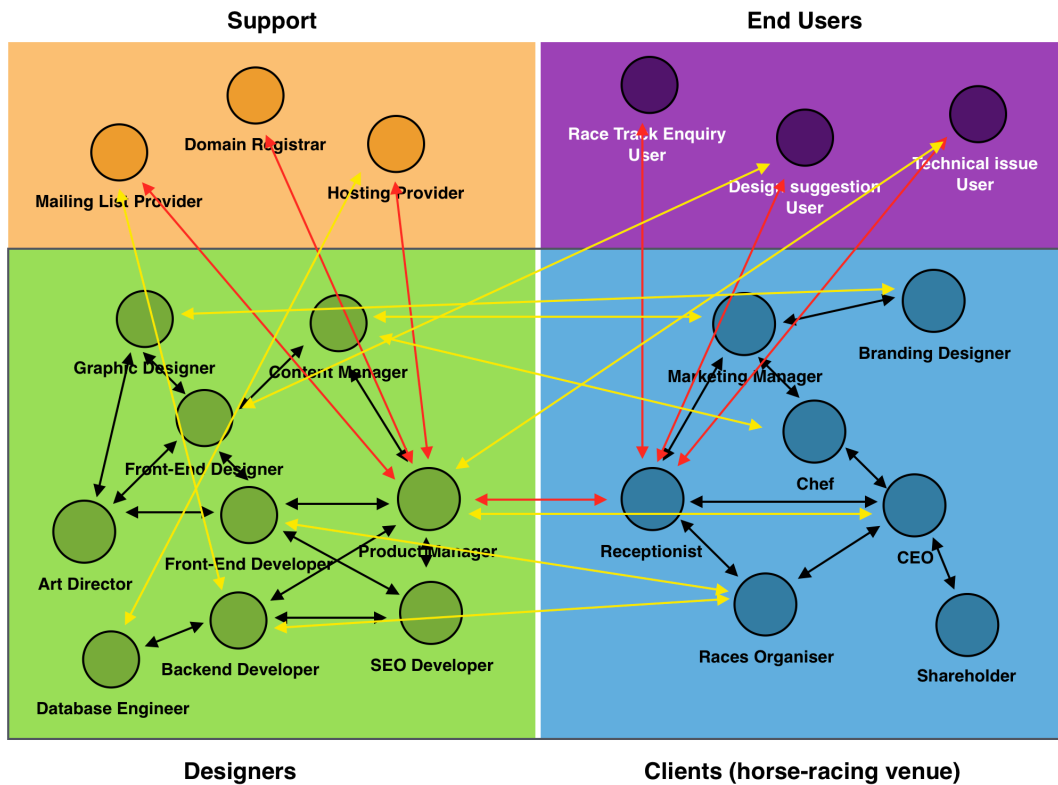 Support
End Users
Domain Registrar
Mailing List Provider
Hosting Provider
Race Track Enquiry
User
Design suggestion
User
Technical issue
User
Graphic Designer
Content Manager
Marketing Manager
Branding Designer
Front-End Designer
Chef
Art Director
Front-End Developer
Product Manager
Receptionist
CEO
Backend Developer
SEO Developer
Database Engineer
Races Organiser
Shareholder
Designers
Clients (horse-racing venue)